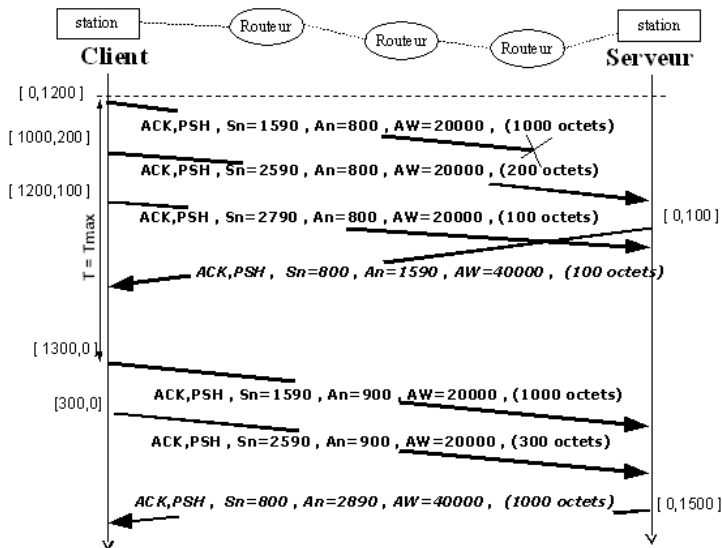 station
Routeur
Routeur
Routeur
station
Client
Serveur
[ 0,1200]
ACK,PSH , Sn=1590 , An=800 , AW=20000 , (1000 octets)
[1000,200]
ACK,PSH , Sn=2590 , An=800 , AW=20000 , (200 octets)
[1200,100]
ACK,PSH , Sn=2790 , An=800 , AW=20000 , (100 octets)
[ 0,100]
T = Tmax
ACK,PSH , Sn=800 , An=1590 , AW=40000 , (100 octets)
[ 1300,0]
ACK,PSH , Sn=1590 , An=900 , AW=20000 , (1000 octets)
[300,0]
ACK,PSH , Sn=2590 , An=900 , AW=20000 , (300 octets)
ACK,PSH , Sn=800 , An=2890 , AW=40000 , (1000 octets)
[ 0,1500]